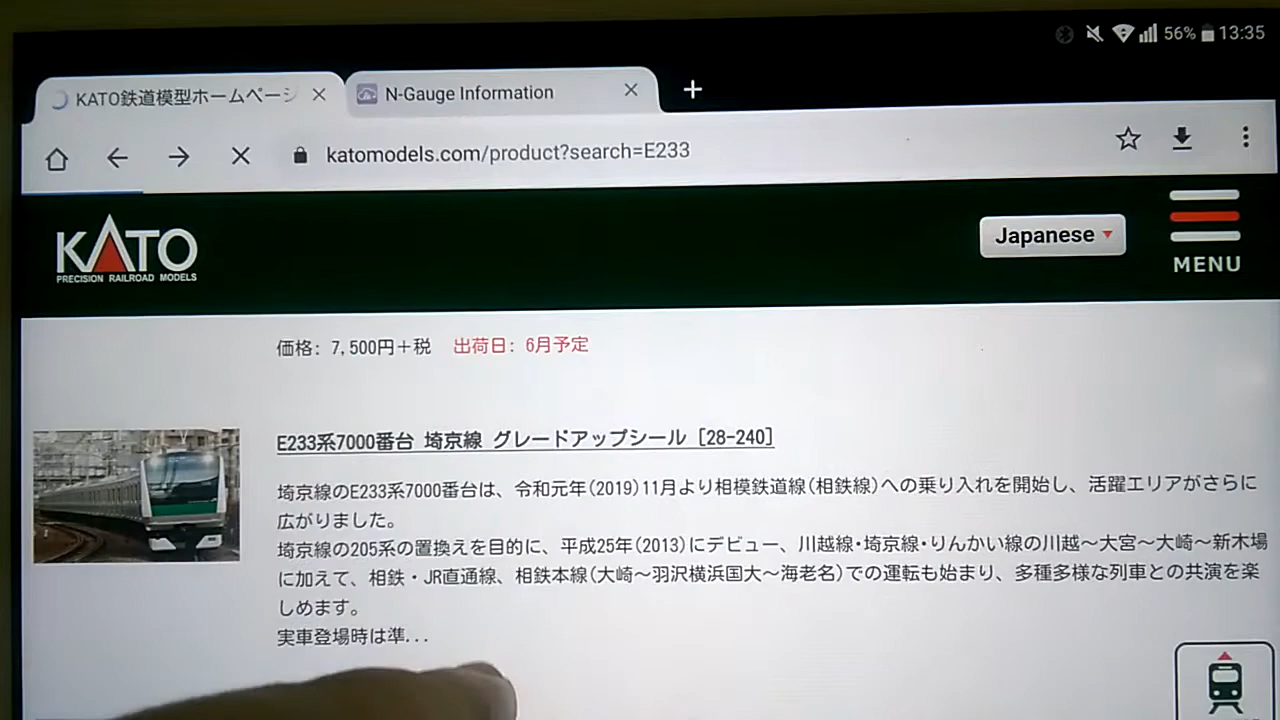 56% 13:35
KATO鉄道模型ホームページ
N-Gauge Information
katomodels.com/product?search=E233
KATO
PRECISION RAILROAD MODELS
Japanese
MENU
価格: 7,500円+税 出荷日: 6月予定
E233系7000番台 埼京線 グレードアップシール [28-240]
埼京線のE233系7000番台は、令和元年(2019)11月より相模鉄道線(相鉄線)への乗り入れを開始し、活躍エリアがさらに
広がりました。
埼京線の205系の置換えを目的に、平成25年(2013)にデビュー、川越線・埼京線・りんかい線の川越～大宮～大崎～新木場
に加えて、相鉄・JR直通線、相鉄本線(大崎～羽沢横浜国大～海老名)での運転も始まり、多種多様な列車との共演を楽
しめます。
実車登場時は準...